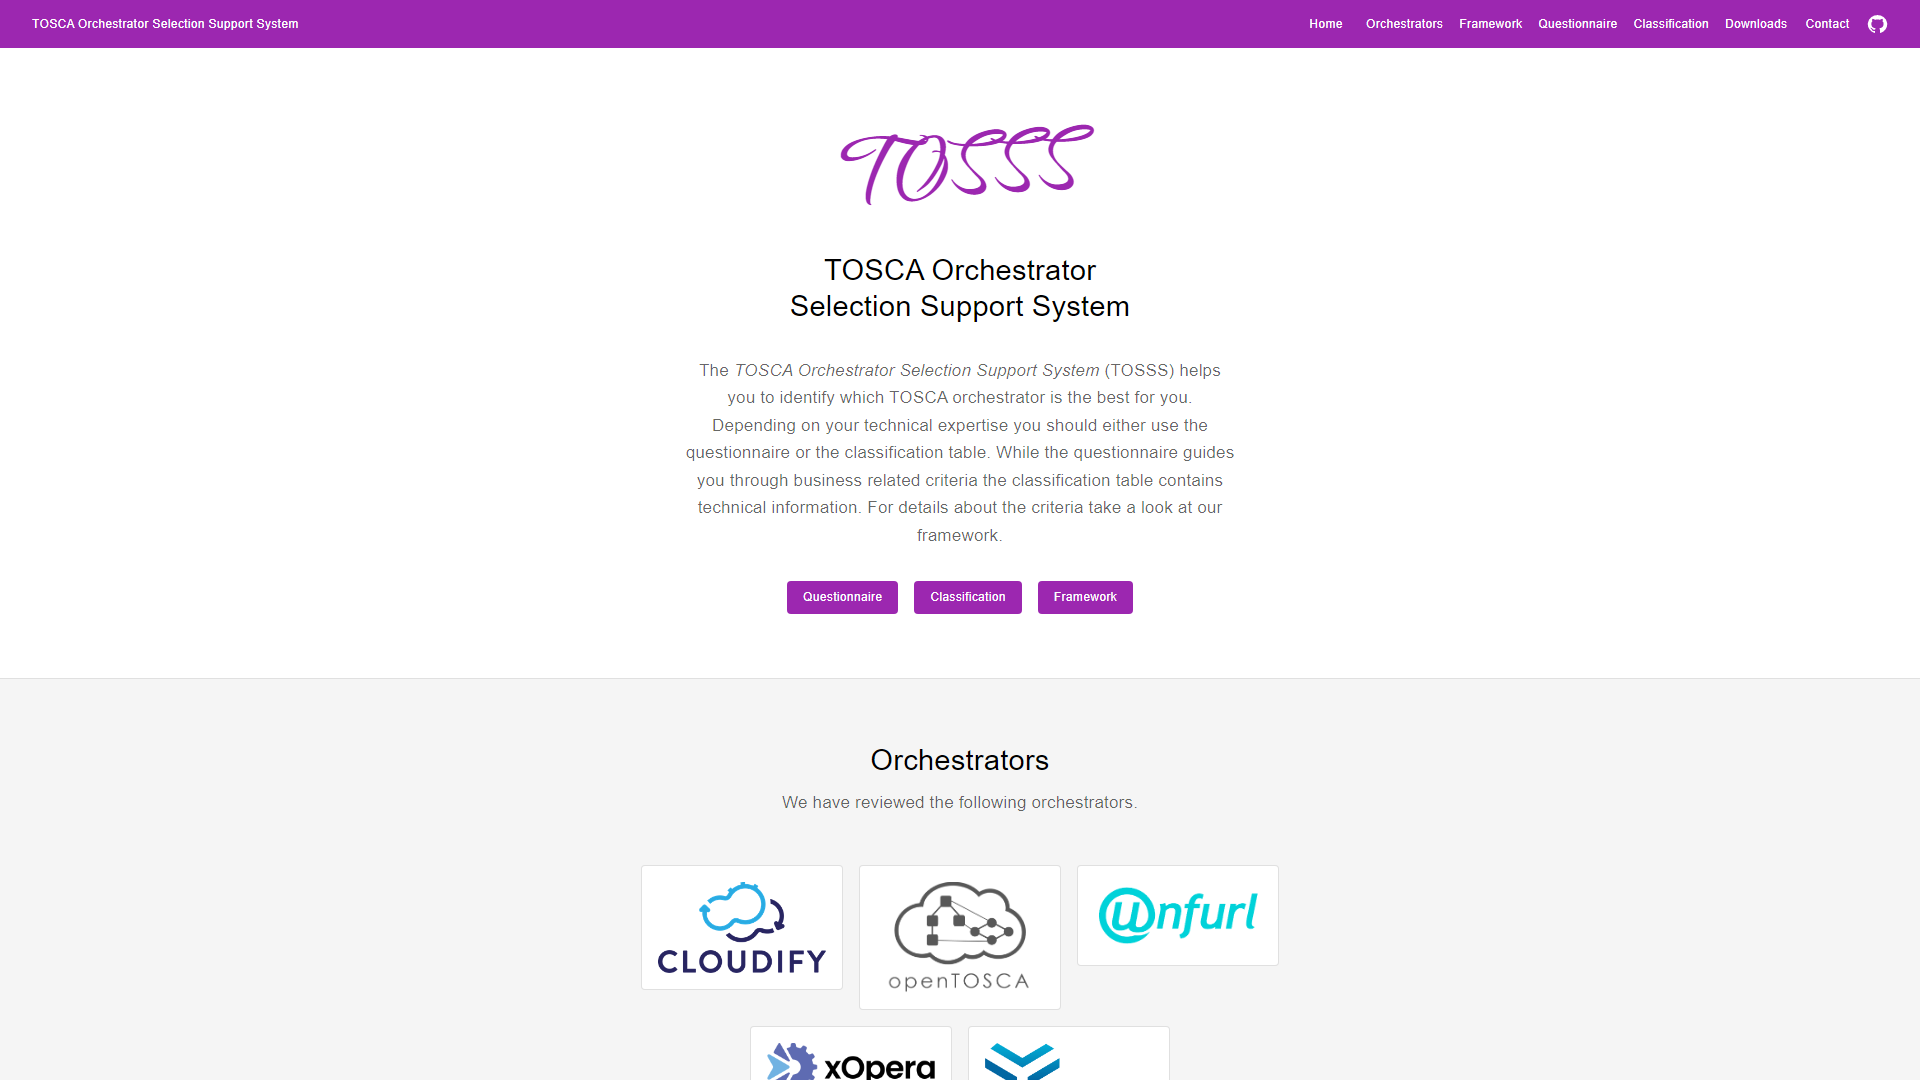 TOSCA Orchestrator Selection Support System
Home Orchestrators Framework Questionnaire Classification Downloads Contact
TOSSS
TOSCA Orchestrator
Selection Support System
The TOSCA Orchestrator Selection Support System (TOSSS) helps
you to identify which TOSCA orchestrator is the best for you.
Depending on your technical expertise you should either use the
questionnaire or the classification table. While the questionnaire guides
you through business related criteria the classification table contains
technical information. For details about the criteria take a look at our
framework.
Questionnaire Classification Framework
Orchestrators
We have reviewed the following orchestrators.
CLOUDIFY
openTOSCA
unfurl
xOpera